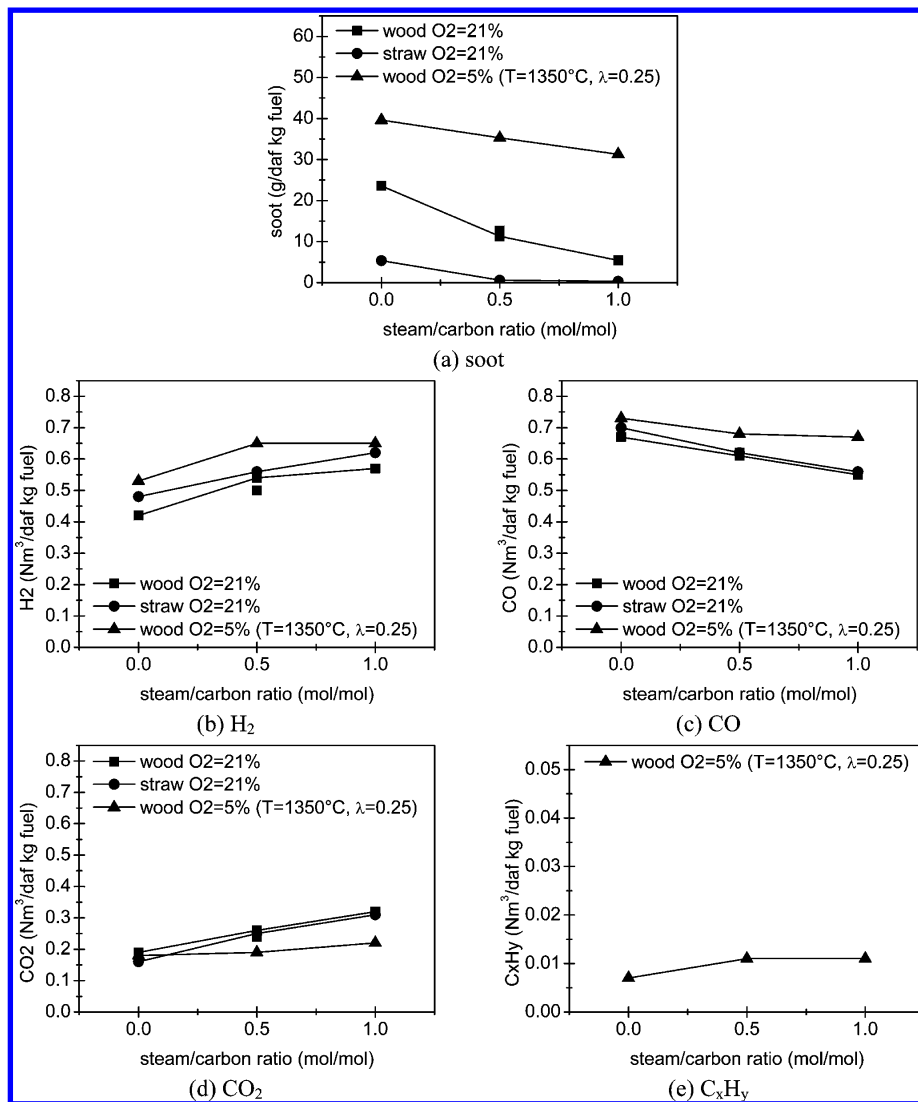 wood O2=21%
straw O2=21%
wood O2=5% (T=1350°C, λ=0.25)
60
50
40
30
20
10
0
soot (g/daf kg fuel)
0.0 0.5 1.0
steam/carbon ratio (mol/mol)
(a) soot
0.8
0.7
0.6
0.5
0.4
0.3
0.2
0.1
0.0
H2 (Nm³/daf kg fuel)
wood O2=21%
straw O2=21%
wood O2=5% (T=1350°C, λ=0.25)
0.0 0.5 1.0
steam/carbon ratio (mol/mol)
(b) H₂
0.8
0.7
0.6
0.5
0.4
0.3
0.2
0.1
0.0
CO (Nm³/daf kg fuel)
wood O2=21%
straw O2=21%
wood O2=5% (T=1350°C, λ=0.25)
0.0 0.5 1.0
steam/carbon ratio (mol/mol)
(c) CO
0.8
0.7
0.6
0.5
0.4
0.3
0.2
0.1
0.0
CO2 (Nm³/daf kg fuel)
wood O2=21%
straw O2=21%
wood O2=5% (T=1350°C, λ=0.25)
0.0 0.5 1.0
steam/carbon ratio (mol/mol)
(d) CO₂
0.05
0.04
0.03
0.02
0.01
0.00
CxHy (Nm³/daf kg fuel)
wood O2=5% (T=1350°C, λ=0.25)
0.0 0.5 1.0
steam/carbon ratio (mol/mol)
(e) CₓHᵧ